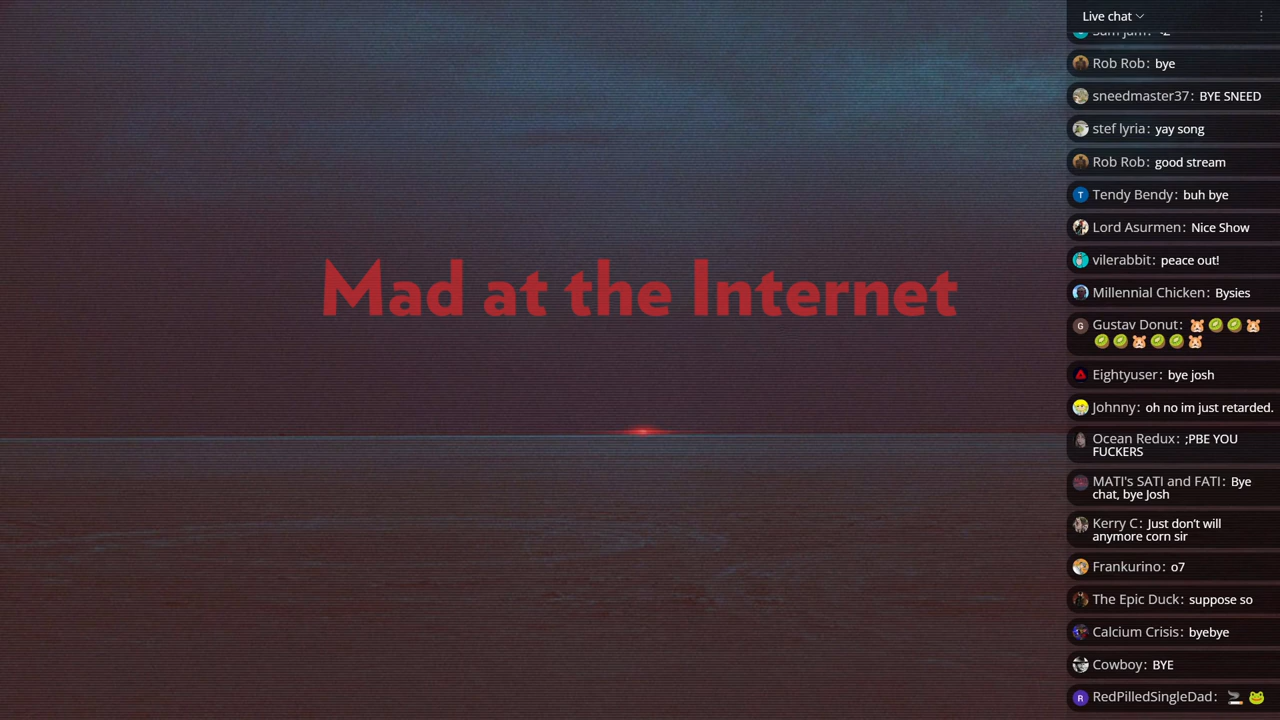 Live chat
Rob Rob: bye
sneedmaster37: BYE SNEED
stef lyria: yay song
Rob Rob: good stream
T Tendy Bendy: buh bye
Lord Asurmen: Nice Show
vilerabbit: peace out!
Mad at the Internet
Millennial Chicken: Bysies
G Gustav Donut: 🐹 🥝 🥝 🐹
🥝 🥝 🐹 🥝 🥝 🐹
Eightyuser: bye josh
Johnny: oh no im just retarded.
Ocean Redux: ;PBE YOU
FUCKERS
MATI's SATI and FATI: Bye
chat, bye Josh
Kerry C: Just don't will
anymore corn sir
Frankurino: o7
The Epic Duck: suppose so
Calcium Crisis: byebye
Cowboy: BYE
R RedPilledSingleDad: 🚬 🐸